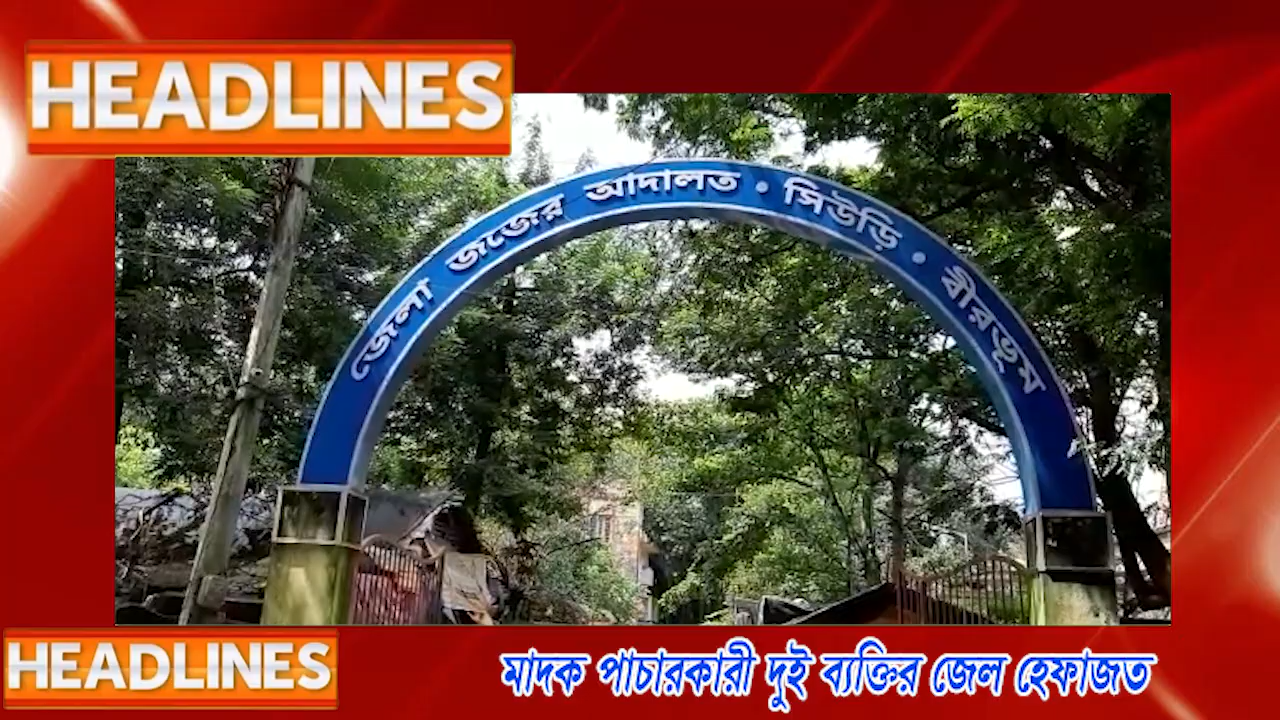 HEADLINES
জেলা জজের আদালত • সিউড়ি • বীরভূম
HEADLINES
মাদক পাচারকারী দুই ব্যক্তির জেল হেফাজত